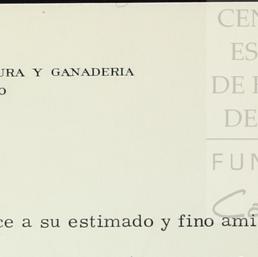 CEN
ES
DE E
DE
FUN
URA Y GANADERIA
O
ce a su estimado y fino ami